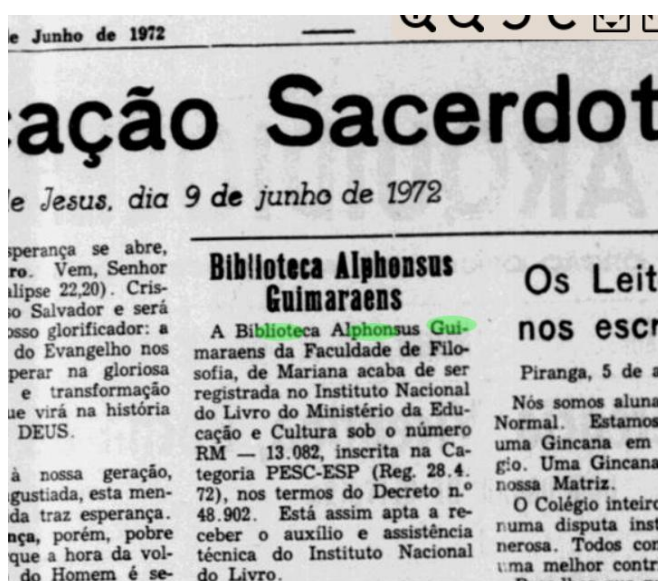 e Junho de 1972
cação Sacerdot
e Jesus, dia 9 de junho de 1972
sperança se abre,
ro. Vem, Senhor
alipse 22,20). Cris-
so Salvador e será
osso glorificador: a
do Evangelho nos
perar na gloriosa
e transformação
ue virá na história
DEUS.
à nossa geração,
gustiada, esta men-
da traz esperança.
nça, porém, pobre
que a hora da vol-
do Homem é se-
Biblioteca Alphonsus
Guimaraens
A Biblioteca Alphonsus Gui-
maraens da Faculdade de Filo-
sofia, de Mariana acaba de ser
registrada no Instituto Nacional
do Livro do Ministério da Edu-
cação e Cultura sob o número
RM — 13.082, inscrita na Ca-
tegoria PESC-ESP (Reg. 28.4.
72), nos termos do Decreto n.º
48.902. Está assim apta a re-
ceber o auxílio e assistência
técnica do Instituto Nacional
do Livro.
Os Leit
nos escr
Piranga, 5 de a
Nós somos aluna
Normal. Estamos
uma Gincana em
gio. Uma Gincana
nossa Matriz.
O Colégio inteiro
numa disputa inst
nerosa. Todos con
uma melhor contr